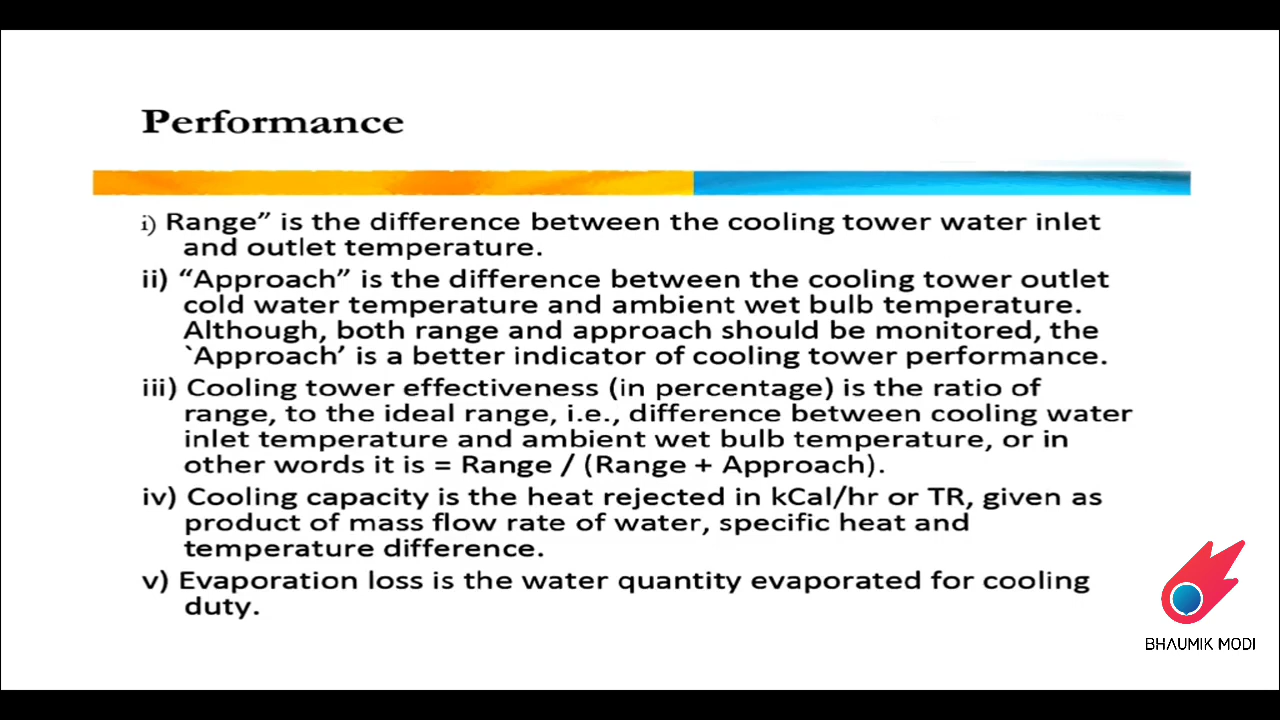 Performance
i) Range” is the difference between the cooling tower water inlet
and outlet temperature.
ii) “Approach” is the difference between the cooling tower outlet
cold water temperature and ambient wet bulb temperature.
Although, both range and approach should be monitored, the
`Approach’ is a better indicator of cooling tower performance.
iii) Cooling tower effectiveness (in percentage) is the ratio of
range, to the ideal range, i.e., difference between cooling water
inlet temperature and ambient wet bulb temperature, or in
other words it is = Range / (Range + Approach).
iv) Cooling capacity is the heat rejected in kCal/hr or TR, given as
product of mass flow rate of water, specific heat and
temperature difference.
v) Evaporation loss is the water quantity evaporated for cooling
duty.
BHAUMIK MODI